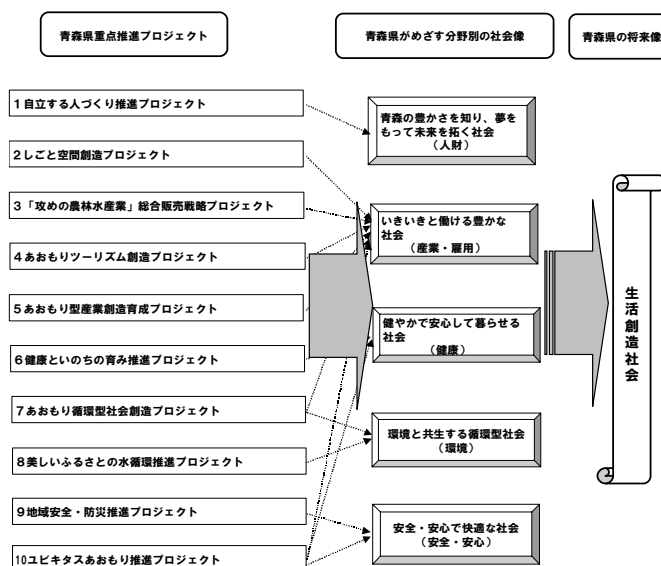 青森県重点推進プロジェクト
青森県がめざす分野別の社会像
青森県の将来像
1自立する人づくり推進プロジェクト
2しごと空間創造プロジェクト
3「攻めの農林水産業」総合販売戦略プロジェクト
4あおもりツーリズム創造プロジェクト
5あおもり型産業創造育成プロジェクト
6健康といのちの育み推進プロジェクト
7あおもり循環型社会創造プロジェクト
8美しいふるさとの水循環推進プロジェクト
9地域安全・防災推進プロジェクト
10ユビキタスあおもり推進プロジェクト
青森の豊かさを知り、夢を
もって未来を拓く社会
（人財）
いきいきと働ける豊かな
社会
（産業・雇用）
健やかで安心して暮らせる
社会
（健康）
環境と共生する循環型社会
（環境）
安全・安心で快適な社会
（安全・安心）
生活創造社会